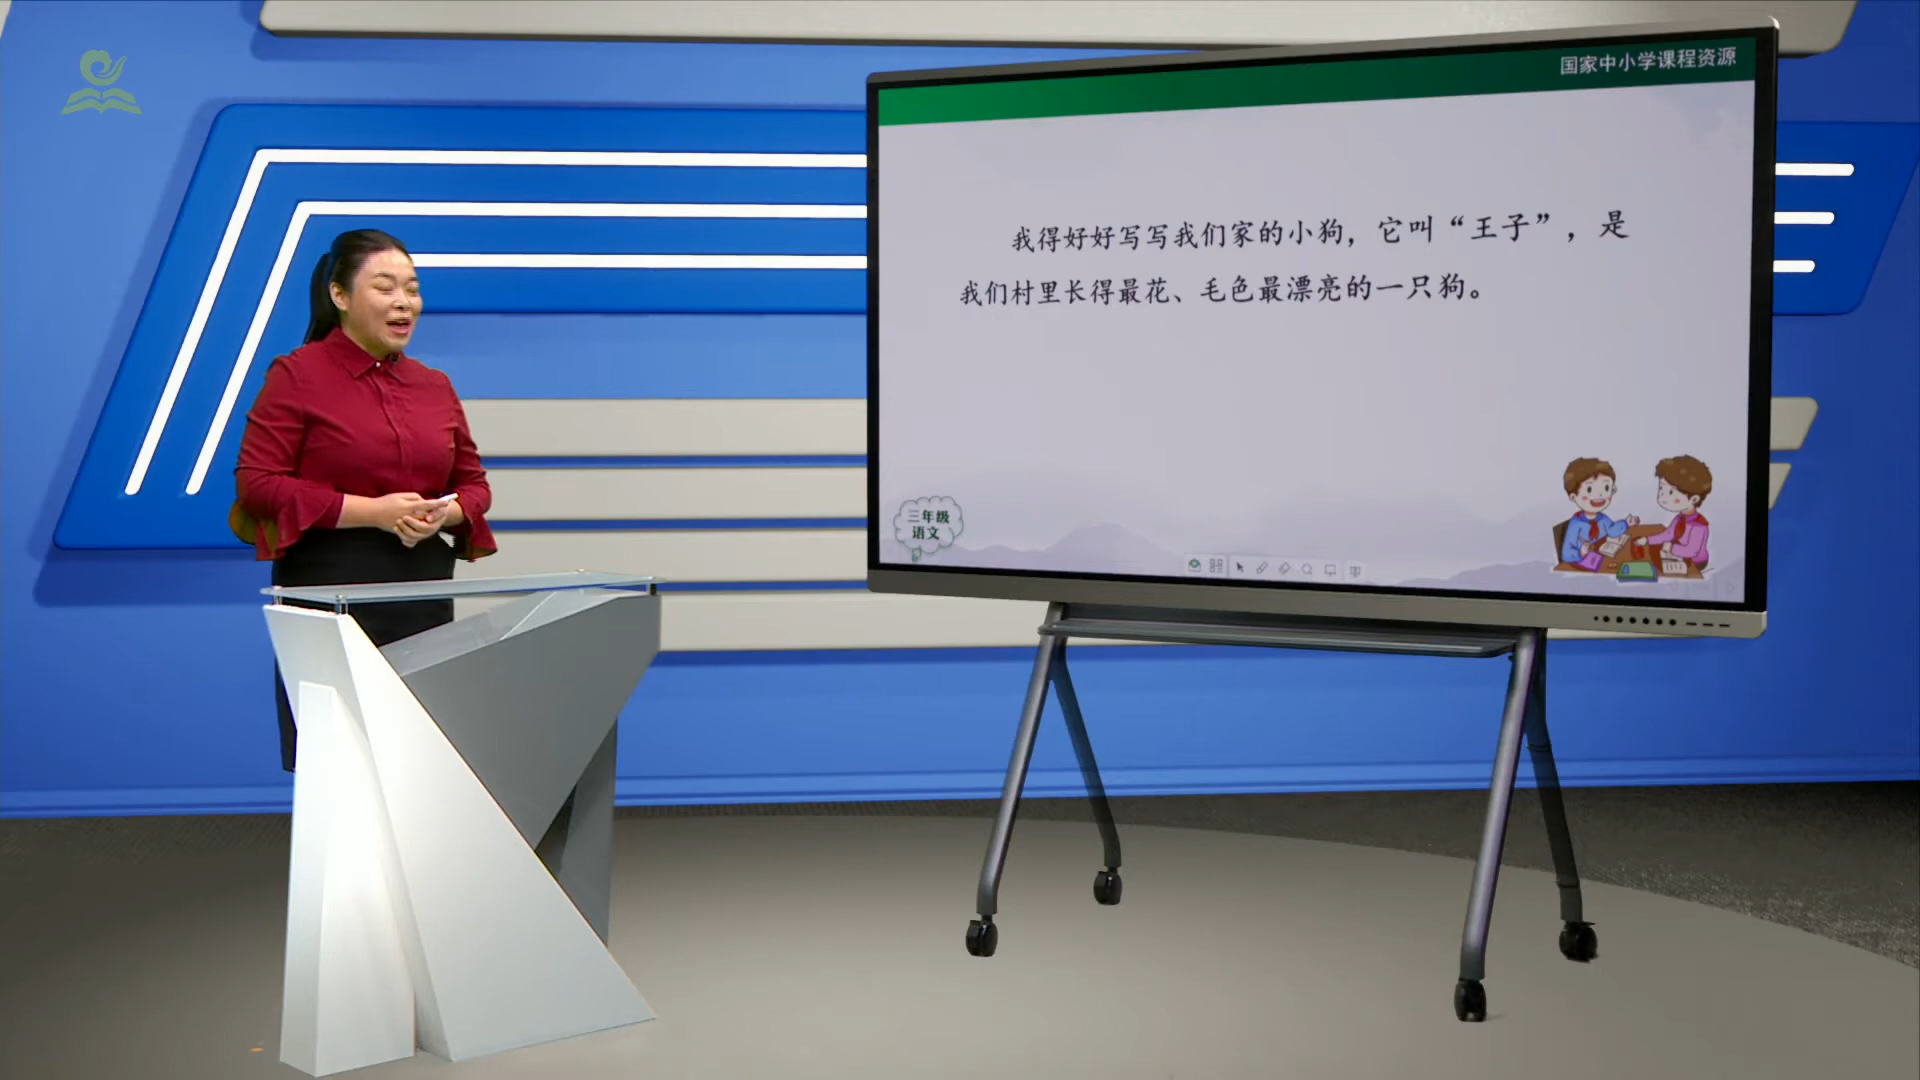 国家中小学课程资源
我得好好写写我们家的小狗，它叫“王子”，是
我们村里长得最花、毛色最漂亮的一只狗。
三年级
语文